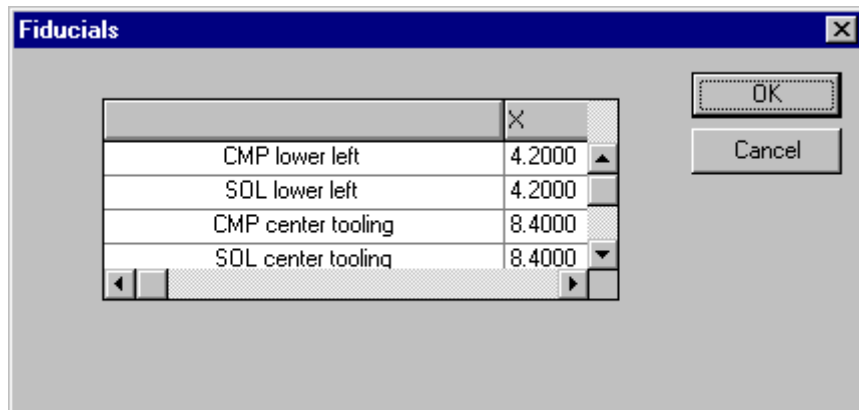 Fiducials
OK
X
CMP lower left 4.2000
Cancel
SOL lower left 4.2000
CMP center tooling 8.4000
SOL center tooling 8.4000